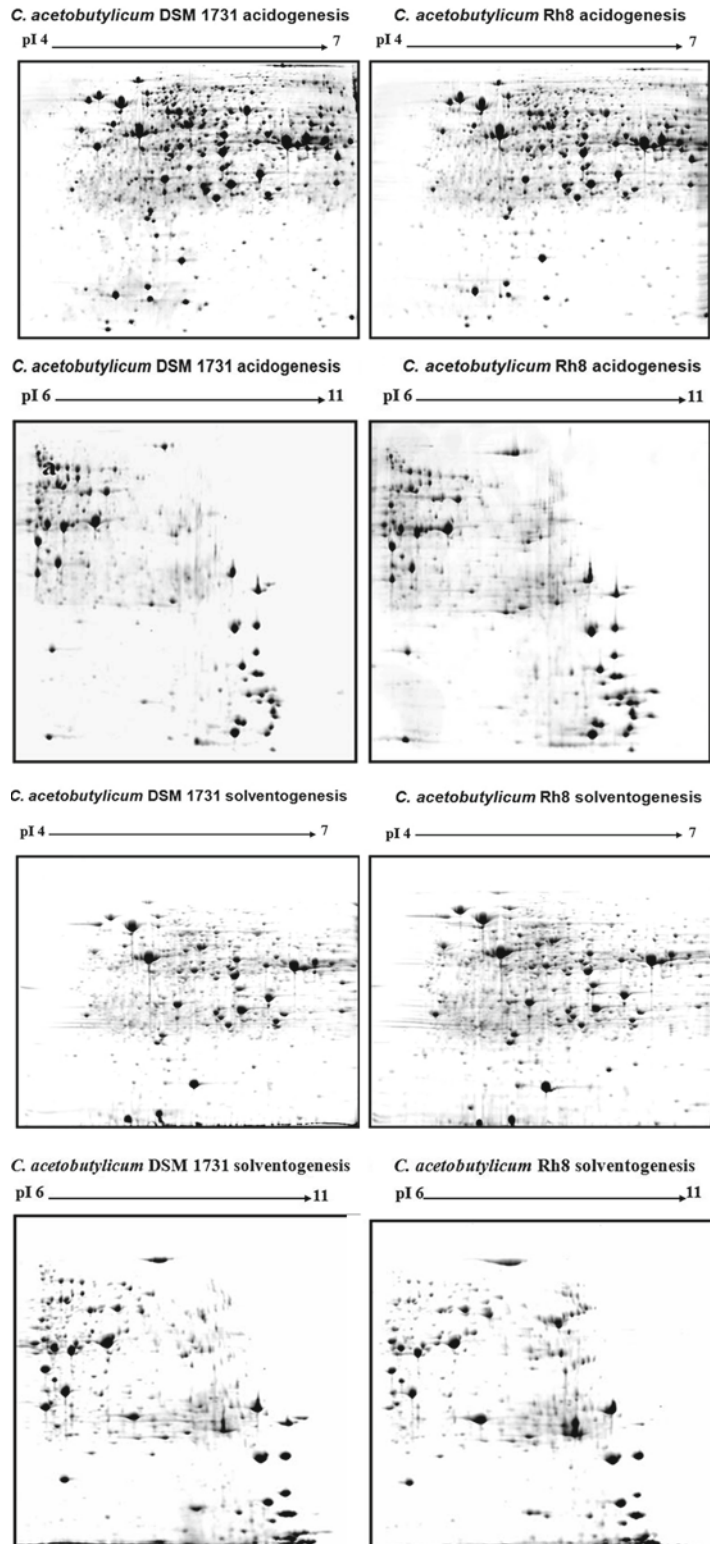 C. acetobutylicum DSM 1731 acidogenesis
C. acetobutylicum Rh8 acidogenesis
pI 4 7
pI 4 7
C. acetobutylicum DSM 1731 acidogenesis
C. acetobutylicum Rh8 acidogenesis
pI 6 11
pI 6 11
a
C. acetobutylicum DSM 1731 solventogenesis
C. acetobutylicum Rh8 solventogenesis
pI 4 7
pI 4 7
C. acetobutylicum DSM 1731 solventogenesis
C. acetobutylicum Rh8 solventogenesis
pI 6 11
pI 6 11